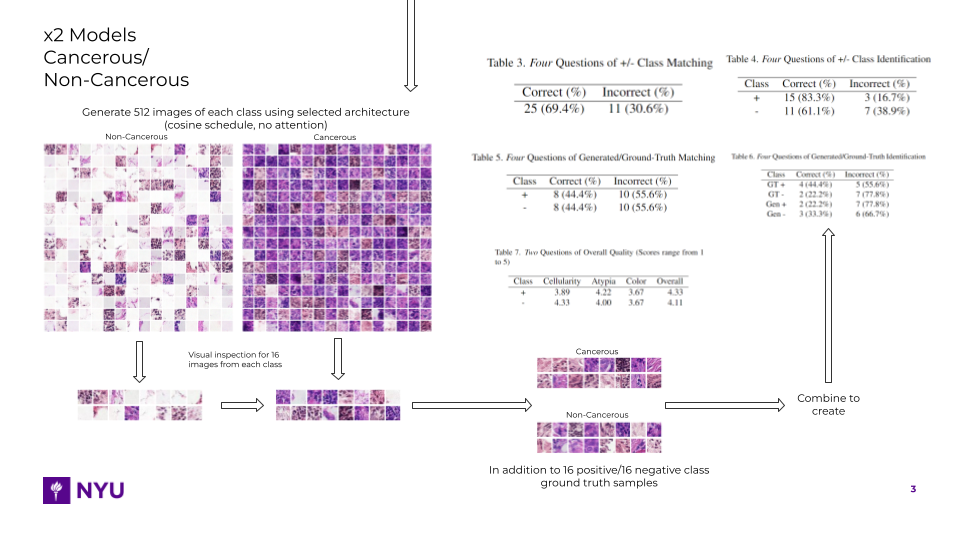 x2 Models
Cancerous/
Non-Cancerous
Generate 512 images of each class using selected architecture
(cosine schedule, no attention)
Non-Cancerous
Cancerous
Visual inspection for 16
images from each class
Table 3. Four Questions of +/- Class Matching
Correct (%) Incorrect (%)
25 (69.4%) 11 (30.6%)
Table 4. Four Questions of +/- Class Identification
Class Correct (%) Incorrect (%)
+ 15 (83.3%) 3 (16.7%)
- 11 (61.1%) 7 (38.9%)
Table 5. Four Questions of Generated/Ground-Truth Matching
Class Correct (%) Incorrect (%)
+ 8 (44.4%) 10 (55.6%)
- 8 (44.4%) 10 (55.6%)
Table 6. Four Questions of Generated/Ground-Truth Identification
Class Correct (%) Incorrect (%)
GT + 4 (44.4%) 5 (55.6%)
GT - 2 (22.2%) 7 (77.8%)
Gen + 2 (22.2%) 7 (77.8%)
Gen - 3 (33.3%) 6 (66.7%)
Table 7. Two Questions of Overall Quality (Scores range from 1
to 5)
Class Cellularity Atypia Color Overall
+ 3.89 4.22 3.67 4.33
- 4.33 4.00 3.67 4.11
Cancerous
Non-Cancerous
In addition to 16 positive/16 negative class
ground truth samples
Combine to
create
NYU
3